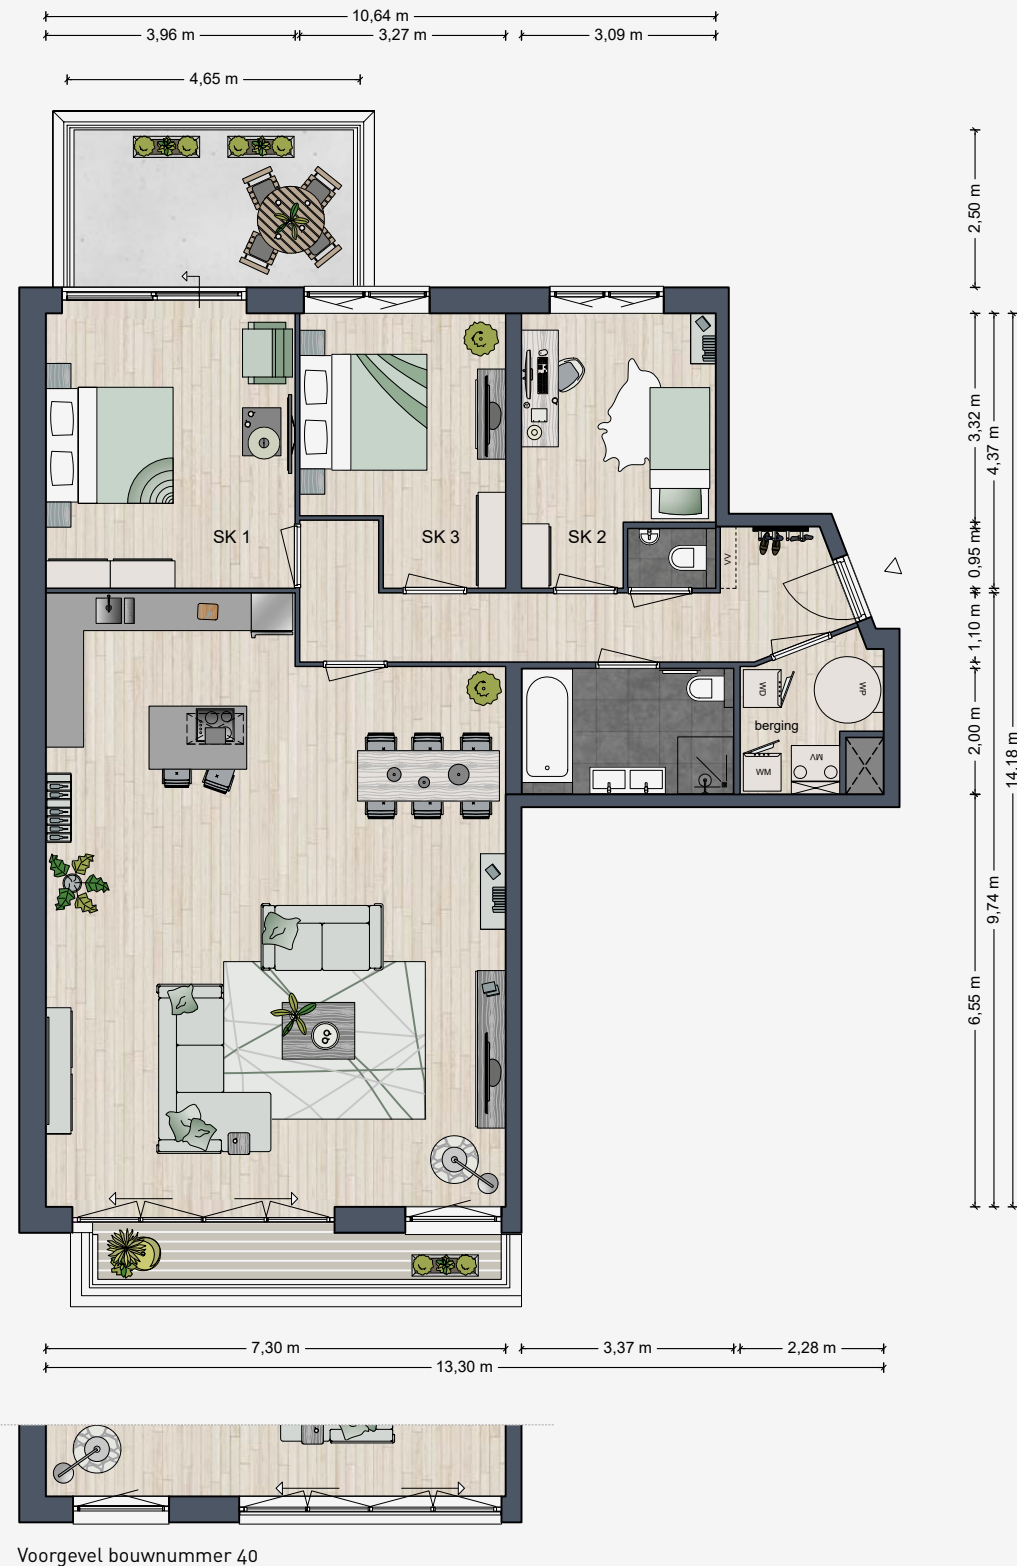 10,64 m
3,96 m 3,27 m 3,09 m
4,65 m
2,50 m
3,32 m
4,37 m
SK 1 SK 3 SK 2
0,95 m
VV
1,10 m
WD WP
berging
2,00 m
14,18 m
WM MV
9,74 m
6,55 m
7,30 m 3,37 m 2,28 m
13,30 m
Voorgevel bouwnummer 40